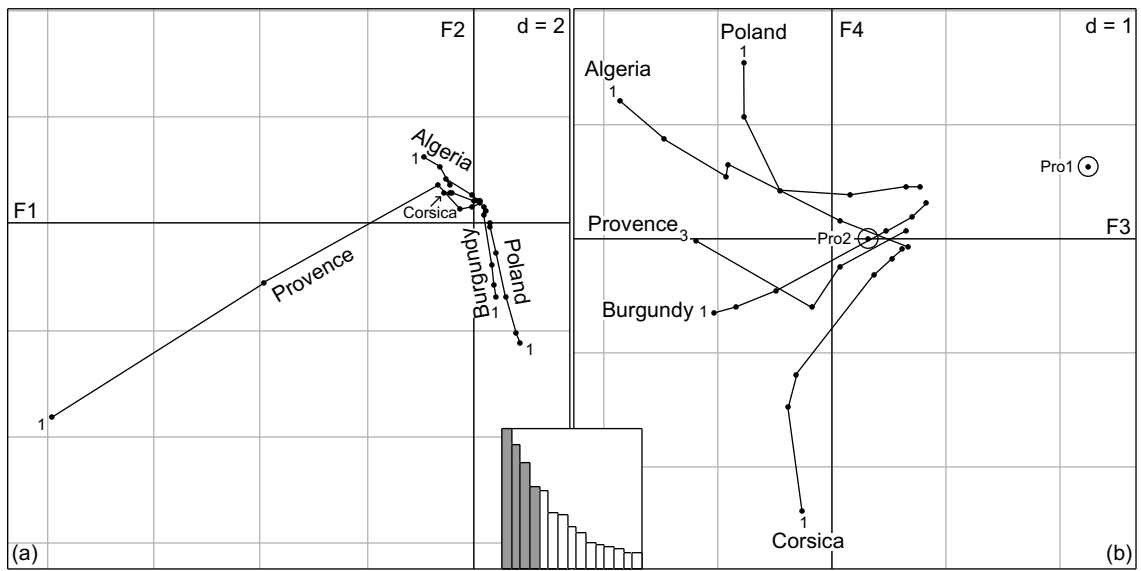 F2
d = 2
1
Algeria
Corsica
F1
Provence
Burgundy
Poland
1
1
1
(a)
F4
d = 1
Poland
1
Algeria
1
Pro1
Provence
3
Pro2
F3
Burgundy
1
1
Corsica
(b)